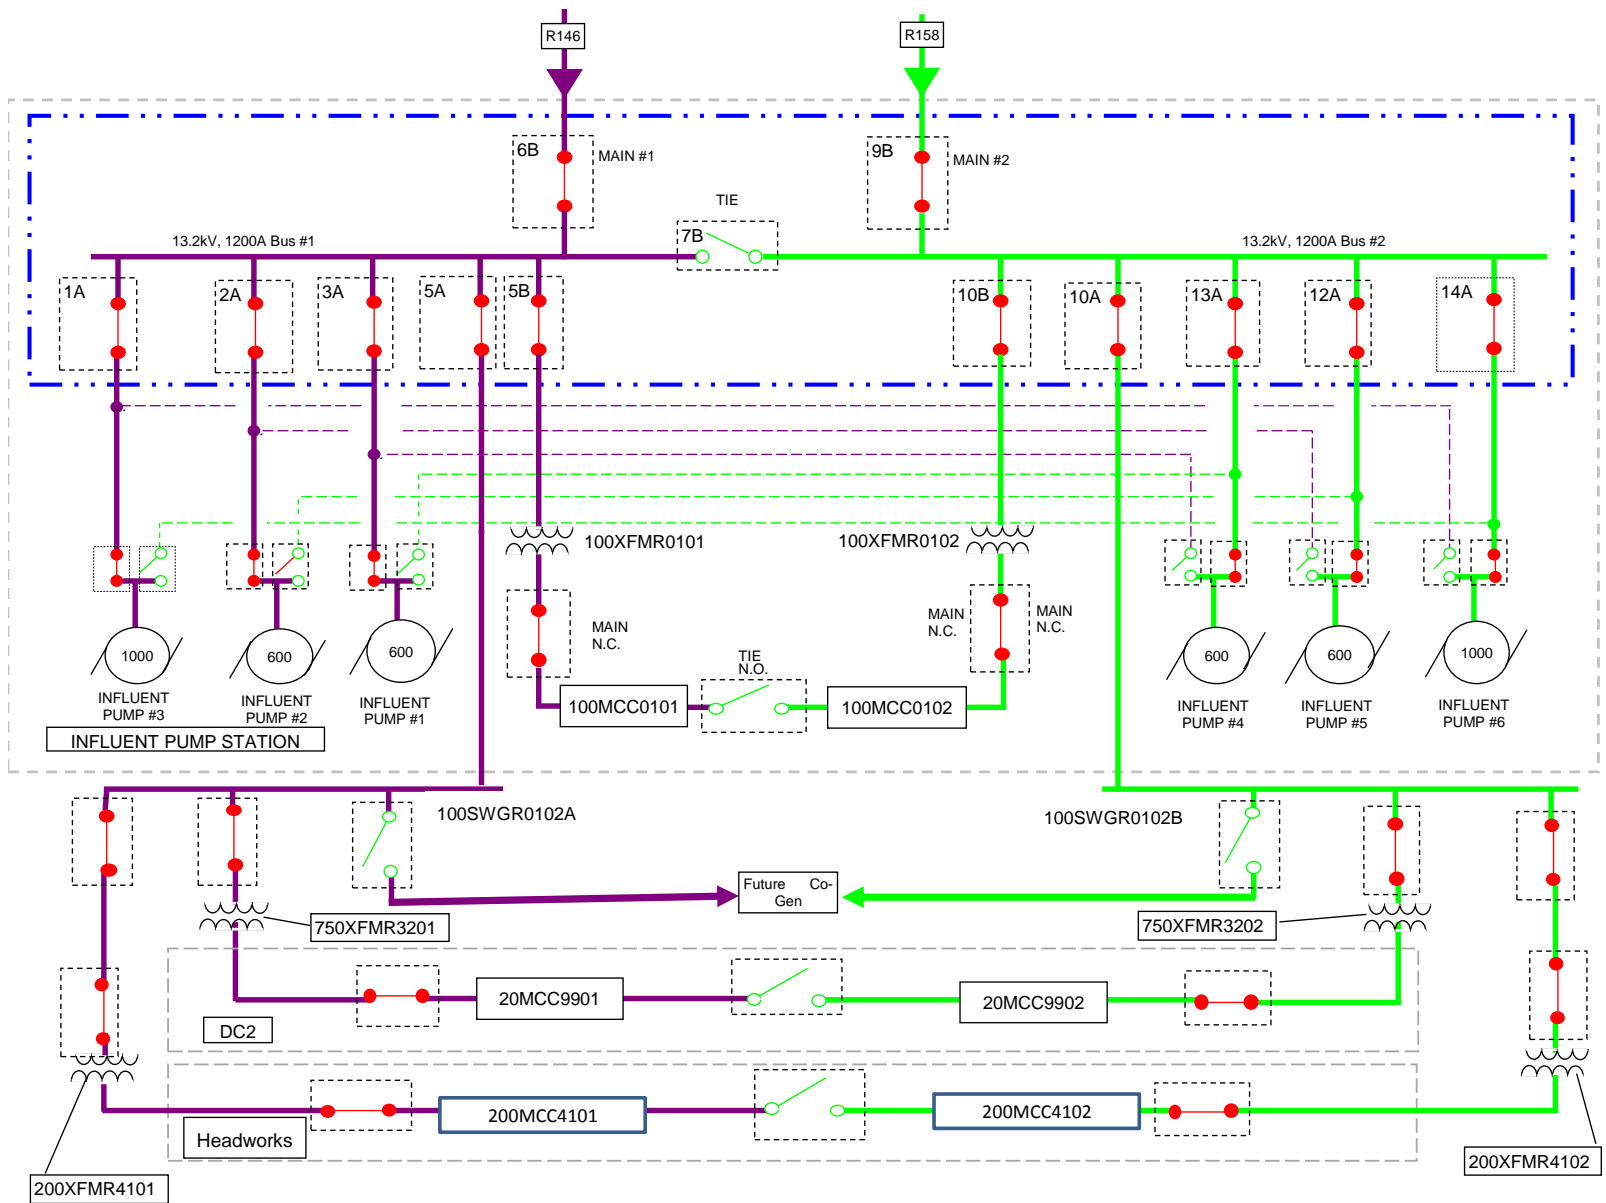 R146
R158
6B
MAIN #1
9B
MAIN #2
TIE
7B
13.2kV, 1200A Bus #1
13.2kV, 1200A Bus #2
1A
2A
3A
5A
5B
10B
10A
13A
12A
14A
100XFMR0101
100XFMR0102
MAIN
N.C.
MAIN
N.C.
MAIN
N.C.
TIE
N.O.
1000
600
600
600
600
1000
INFLUENT
PUMP #3
INFLUENT
PUMP #2
INFLUENT
PUMP #1
100MCC0101
100MCC0102
INFLUENT
PUMP #4
INFLUENT
PUMP #5
INFLUENT
PUMP #6
INFLUENT PUMP STATION
100SWGR0102A
100SWGR0102B
Future Co-
Gen
750XFMR3201
750XFMR3202
20MCC9901
20MCC9902
DC2
200MCC4101
200MCC4102
Headworks
200XFMR4101
200XFMR4102